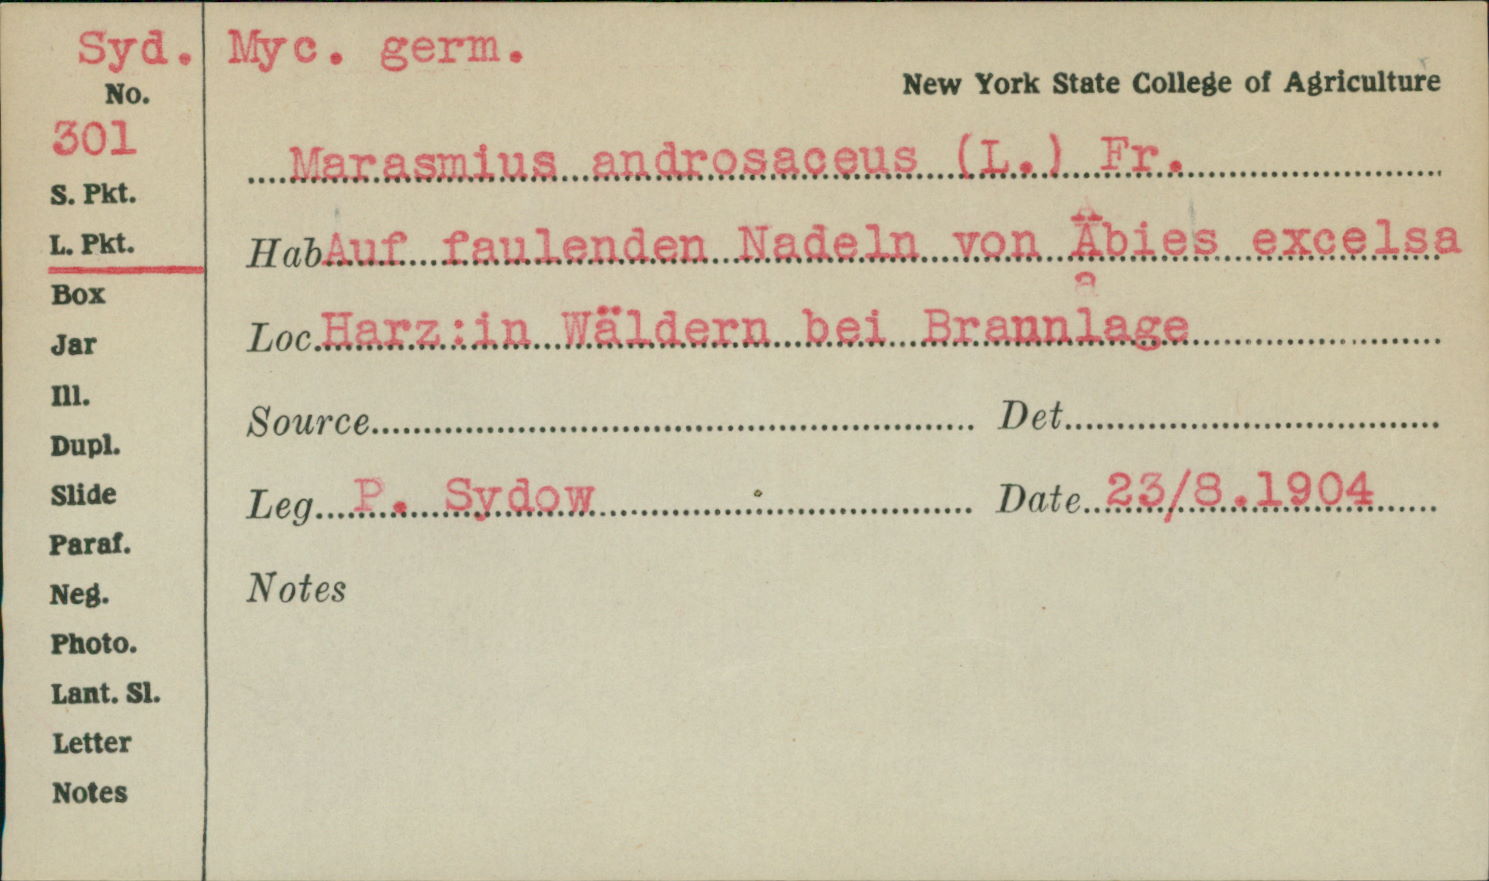 Syd. Myc. germ.
New York State College of Agriculture
No.
301
Marasmius androsaceus (L.) Fr.
S. Pkt.
L. Pkt.
Hab. Auf faulenden Nadeln von Äbies excelsa
Box
Loc. Harz:in Wäldern bei Braunlage
Jar
Ill.
Source Det.
Dupl.
Slide
Leg. P. Sydow Date 23/8.1904
Paraf.
Neg.
Notes
Photo.
Lant. Sl.
Letter
Notes